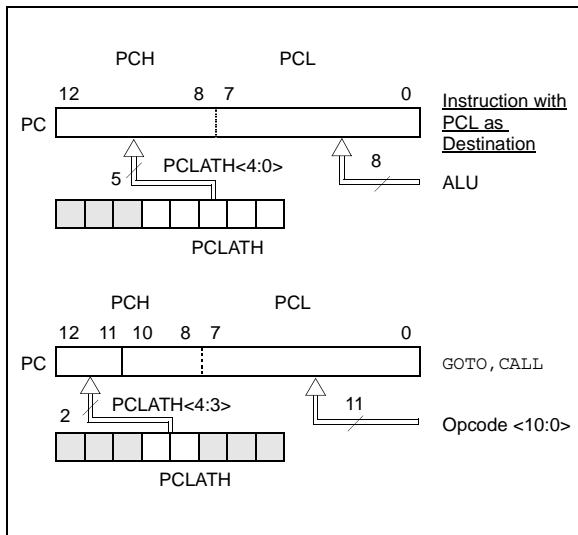 PCH PCL
12 8 7 0
PC
Instruction with
PCL as
Destination
5 PCLATH<4:0> 8 ALU
PCLATH
PCH PCL
12 11 10 8 7 0
PC GOTO, CALL
2 PCLATH<4:3> 11
Opcode <10:0>
PCLATH